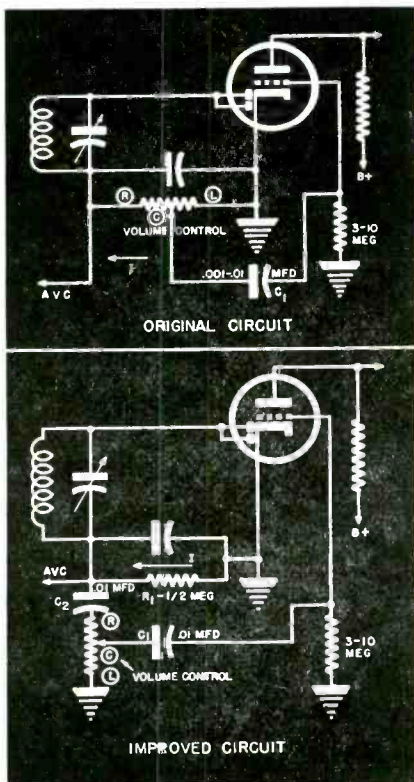 B+
R
L
C
VOLUME CONTROL
3-10
MEG
I
.001-.01 MFD
C1
AVC
ORIGINAL CIRCUIT
B+
I
AVC
.01 MFD
R1-1/2 MEG
C2
R
C1 .01 MFD
3-10
MEG
C
VOLUME CONTROL
L
IMPROVED CIRCUIT